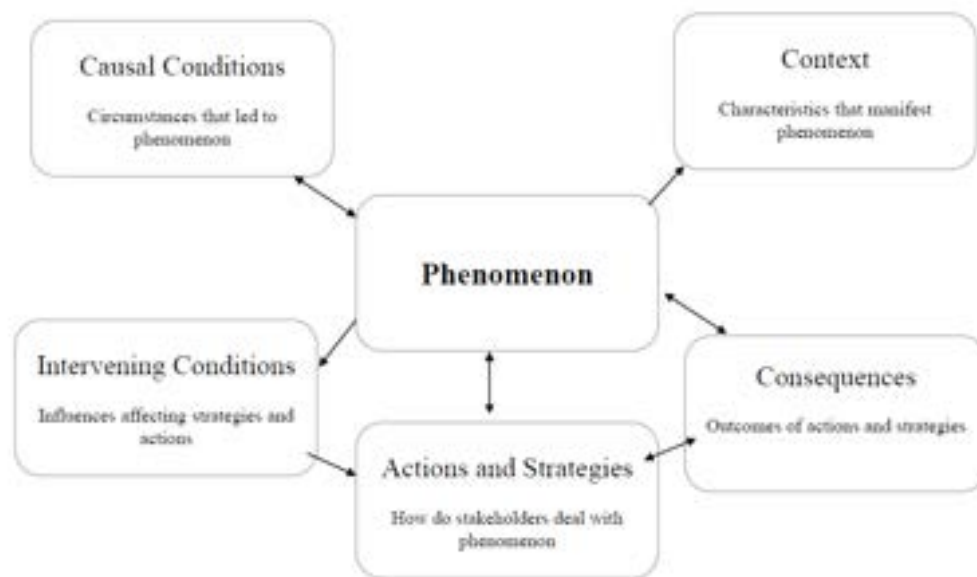 Causal Conditions
Circumstances that led to
phenomenon
Context
Characteristics that manifest
phenomenon
Phenomenon
Intervening Conditions
Influences affecting strategies and
actions
Consequences
Outcomes of actions and strategies
Actions and Strategies
How do stakeholders deal with
phenomenon